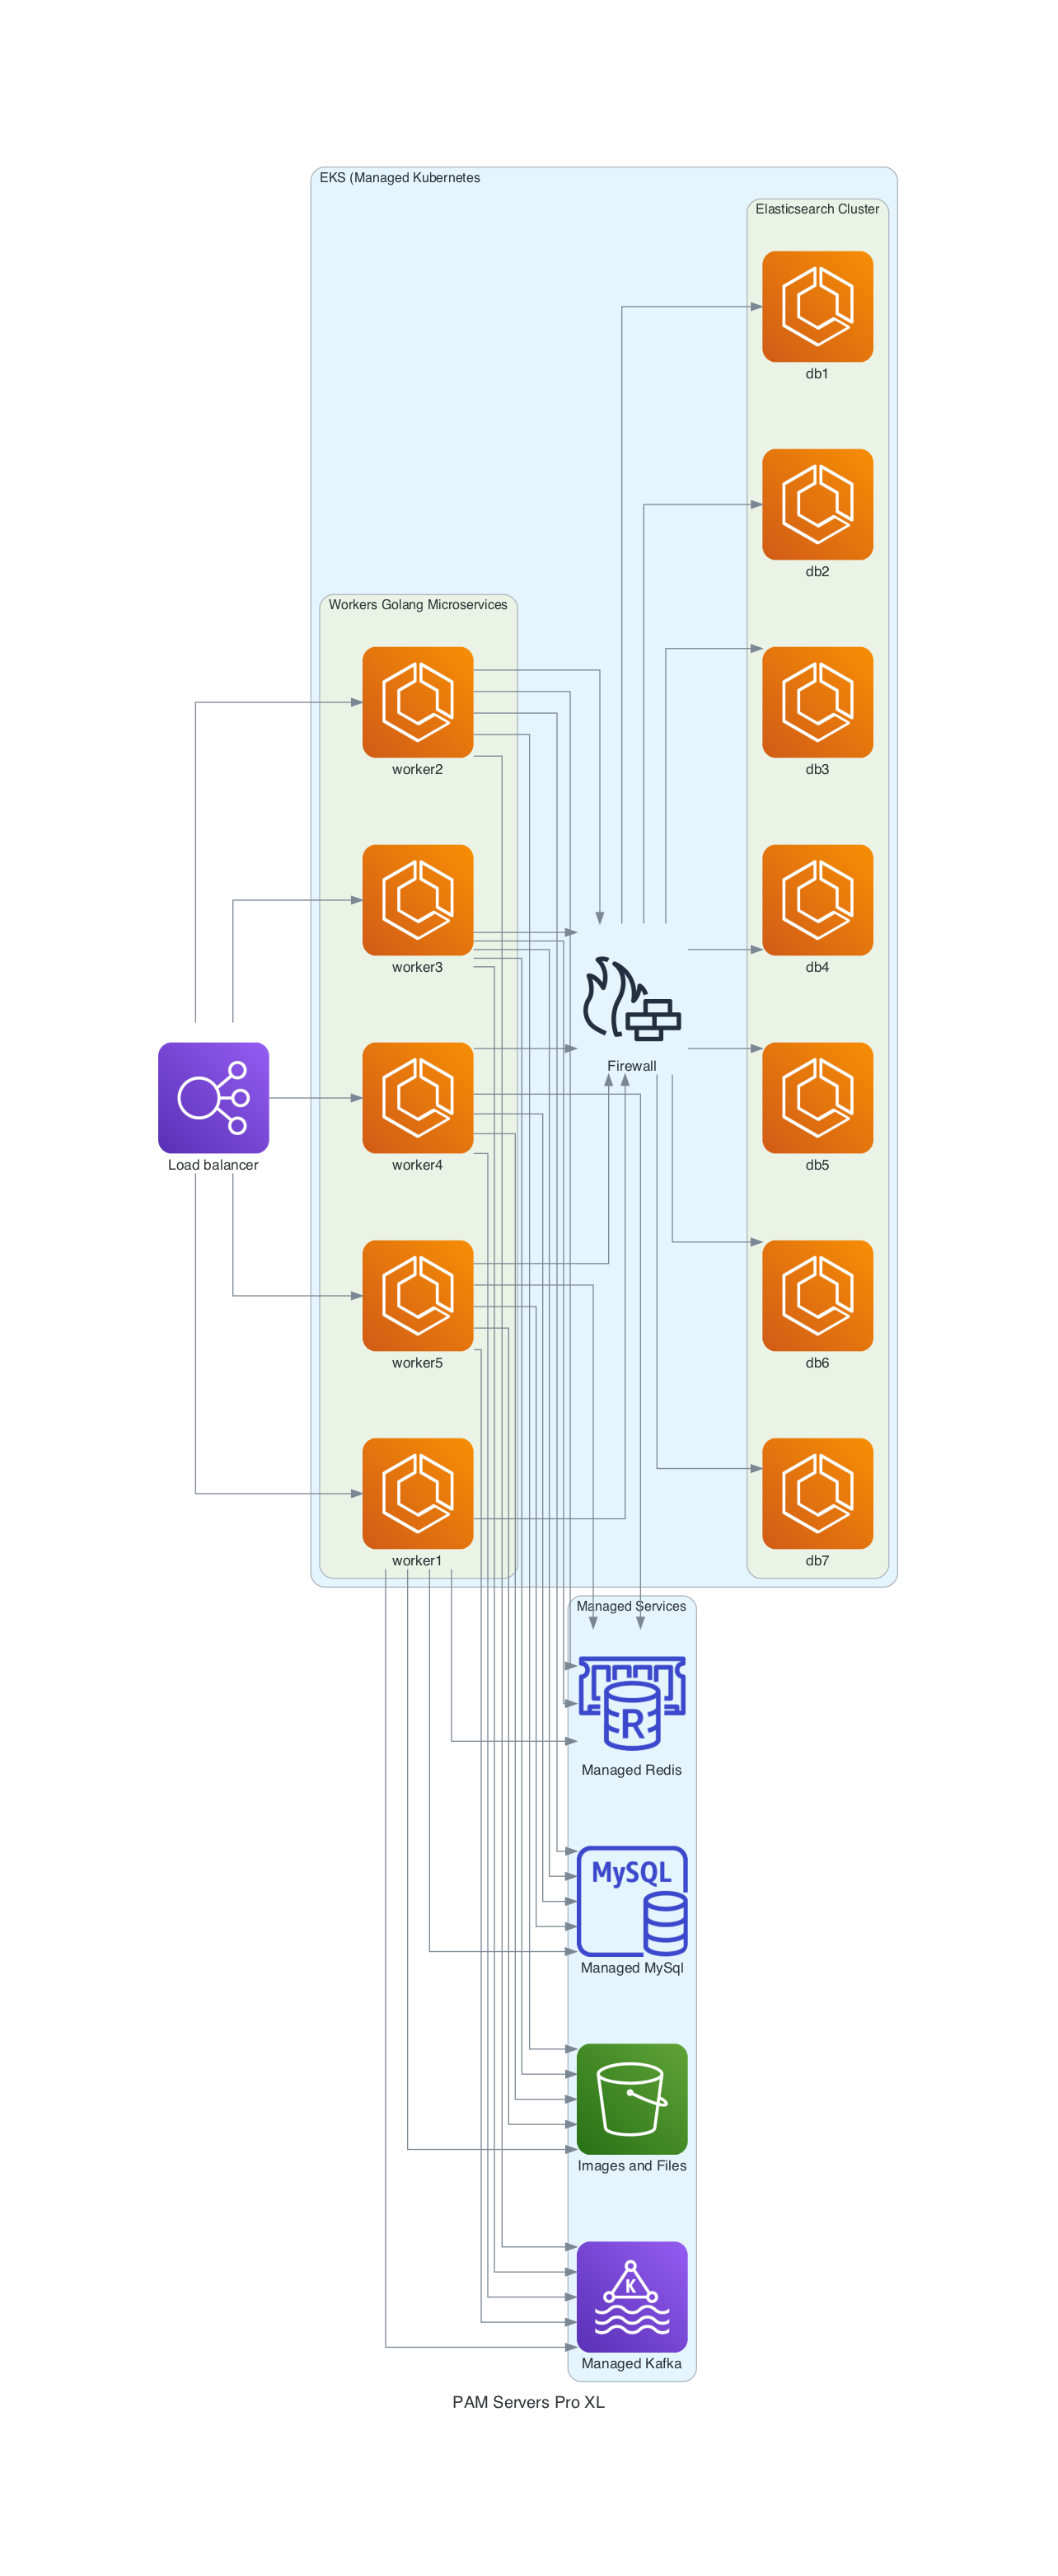 EKS (Managed Kubernetes
Elasticsearch Cluster
db1
db2
Workers Golang Microservices
worker2
db3
worker3
db4
Firewall
Load balancer
worker4
db5
worker5
db6
worker1
db7
Managed Services
R
Managed Redis
MySQL
Managed MySql
Images and Files
K
Managed Kafka
PAM Servers Pro XL